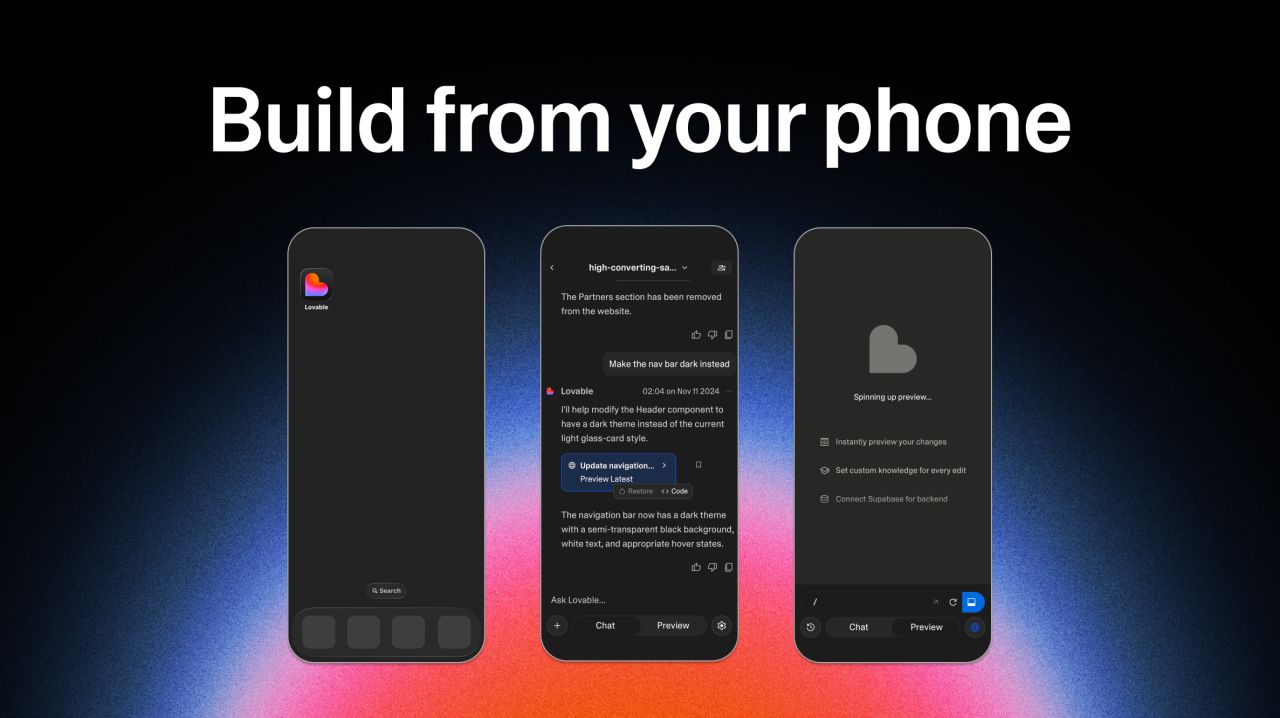 Build from your phone
Lovable
Search
high-converting-sa...
The Partners section has been removed
from the website.
Make the nav bar dark instead
Lovable
02:04 on Nov 11 2024
I'll help modify the Header component to
have a dark theme instead of the current
light glass-card style.
Update navigation...
Preview Latest
Restore
Code
The navigation bar now has a dark theme
with a semi-transparent black background,
white text, and appropriate hover states.
Ask Lovable...
Chat
Preview
Spinning up preview...
Instantly preview your changes
Set custom knowledge for every edit
Connect Supabase for backend
/
Chat
Preview